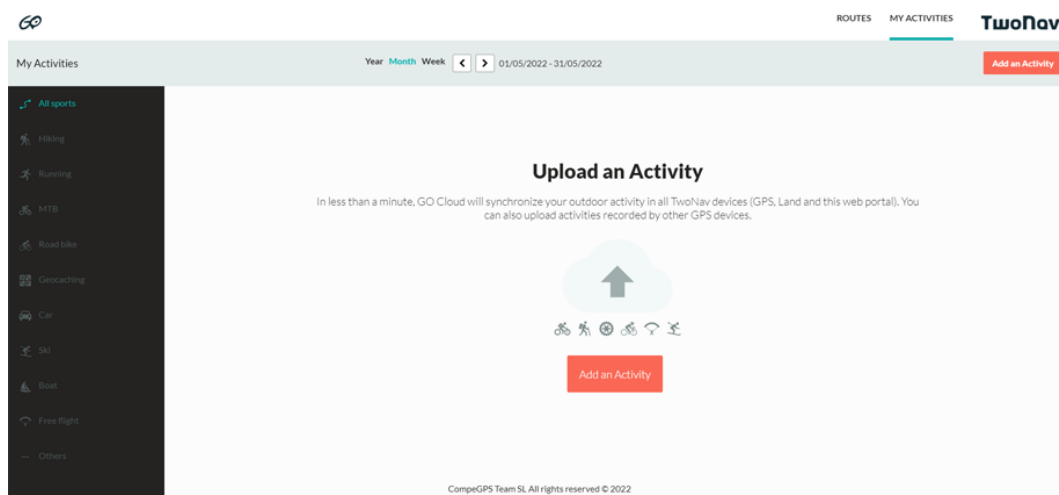 GO
ROUTES MY ACTIVITIES TwoNav
My Activities
Year Month Week 01/05/2022 - 31/05/2022
Add an Activity
All sports
Hiking
Running
MTB
Road bike
Geocaching
Car
Ski
Boat
Free flight
Others
Upload an Activity
In less than a minute, GO Cloud will synchronize your outdoor activity in all TwoNav devices (GPS, Land and this web portal). You
can also upload activities recorded by other GPS devices.
Add an Activity
CompeGPS Team SL All rights reserved © 2022